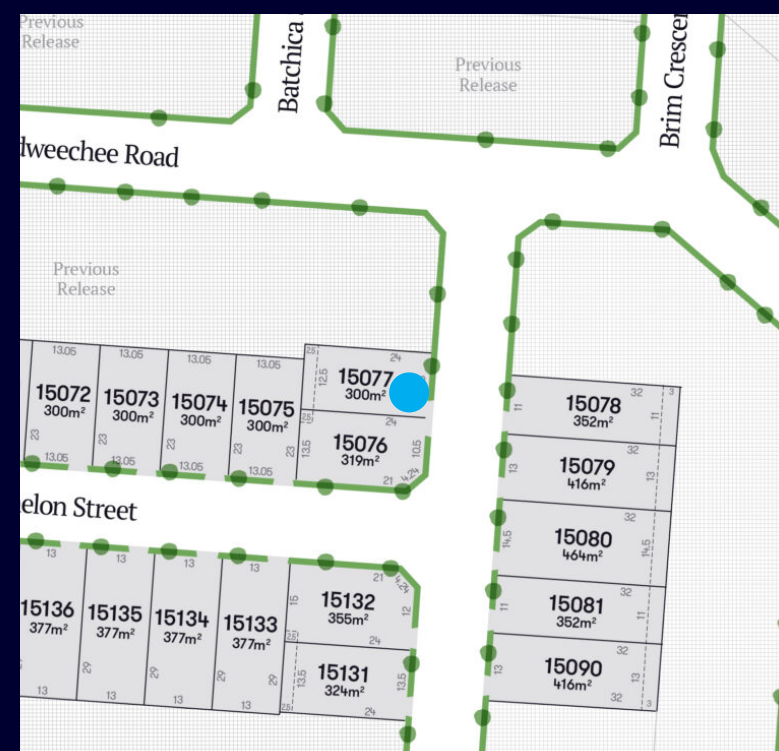 Previous
Release
Batchica
Previous
Release
Brim Crescen
dweechee Road
Previous
Release
13.05
13.05
13.05
13.05
2.5
24
12.5
15077
300m²
15072
300m²
15073
300m²
15074
300m²
15075
300m²
2.5
24
13.5
15076
319m²
10.5
23
23
23
23
13.05
13.05
13.05
13.05
21
4.24
32
3
11
15078
352m²
11
32
13
15079
416m²
13
32
14.5
15080
464m²
14.5
32
11
15081
352m²
11
32
13
15090
416m²
13
32
3
elon Street
13
13
13
13
21
4.24
15136
377m²
15135
377m²
15134
377m²
15133
377m²
15
15132
355m²
12
2.5
24
13.5
15131
324m²
13.5
29
29
29
29
13
13
13
13
2.5
24